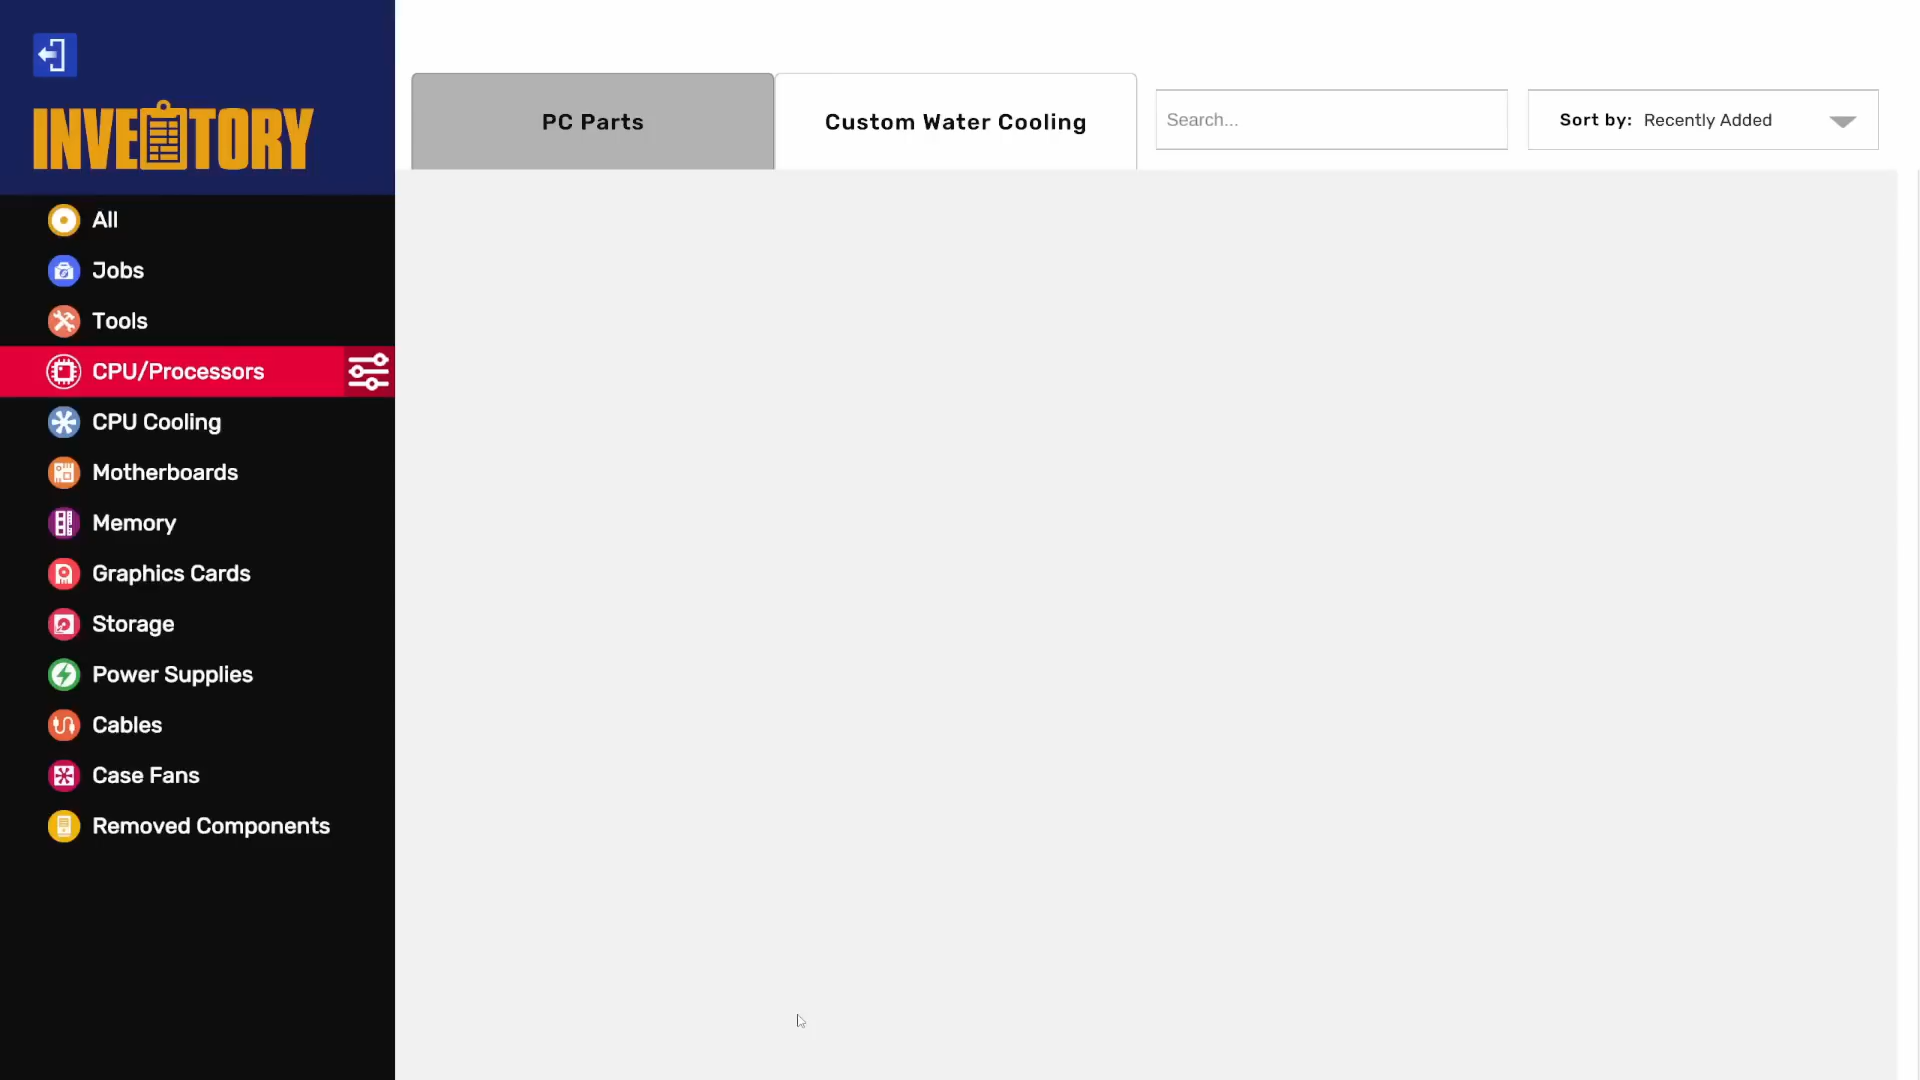 INVENTORY
PC Parts
Custom Water Cooling
Search...
Sort by: Recently Added
All
Jobs
Tools
CPU/Processors
CPU Cooling
Motherboards
Memory
Graphics Cards
Storage
Power Supplies
Cables
Case Fans
Removed Components